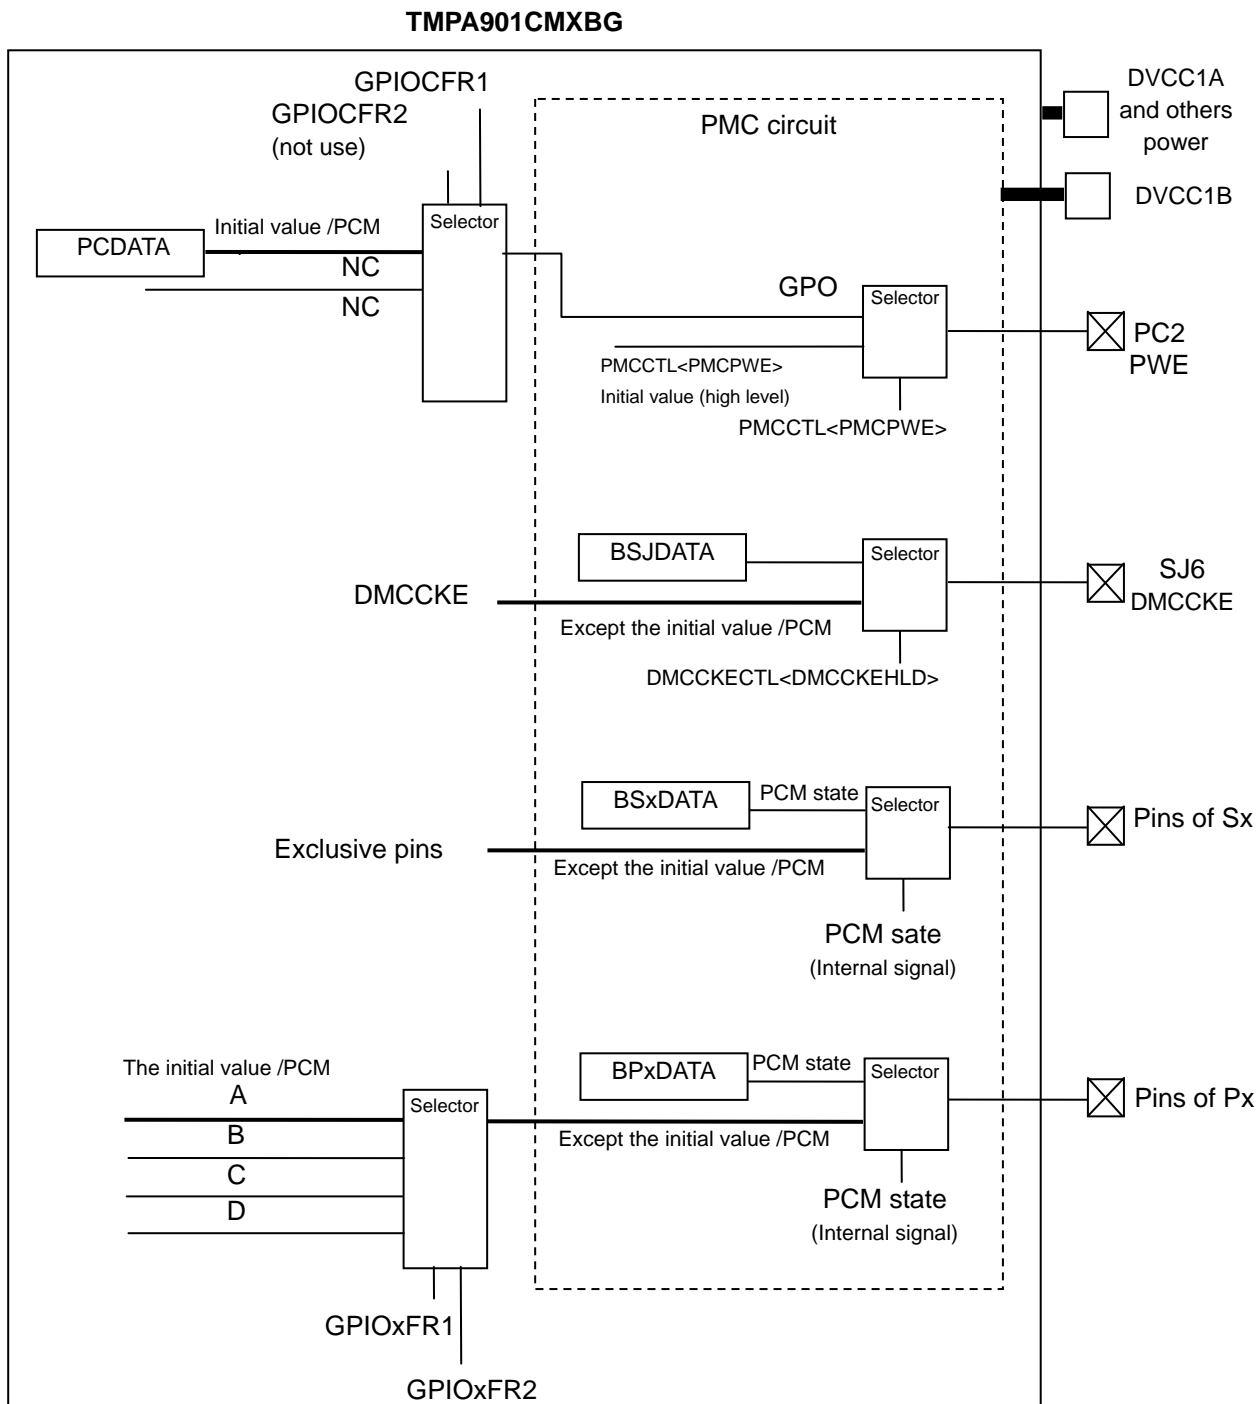 TMPA901CMXBG
GPIOCFR1
GPIOCFR2
(not use)
PMC circuit
DVCC1A
and others
power
DVCC1B
PCDATA
Initial value /PCM
NC
NC
Selector
GPO
Selector
PMCCTL<PMCPWE>
Initial value (high level)
PMCCTL<PMCPWE>
PC2
PWE
BSJDATA
Selector
DMCCKE
Except the initial value /PCM
DMCCKECTL<DMCCKEHLD>
SJ6
DMCCKE
BSxDATA
PCM state
Selector
Exclusive pins
Except the initial value /PCM
PCM sate
(Internal signal)
Pins of Sx
The initial value /PCM
A
B
C
D
Selector
BPxDATA
PCM state
Selector
Except the initial value /PCM
PCM state
(Internal signal)
Pins of Px
GPIOxFR1
GPIOxFR2